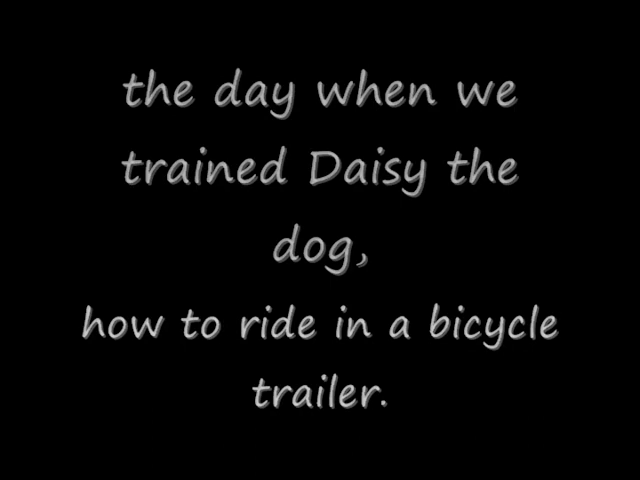 the day when we
trained Daisy the
dog,
how to ride in a bicycle
trailer.